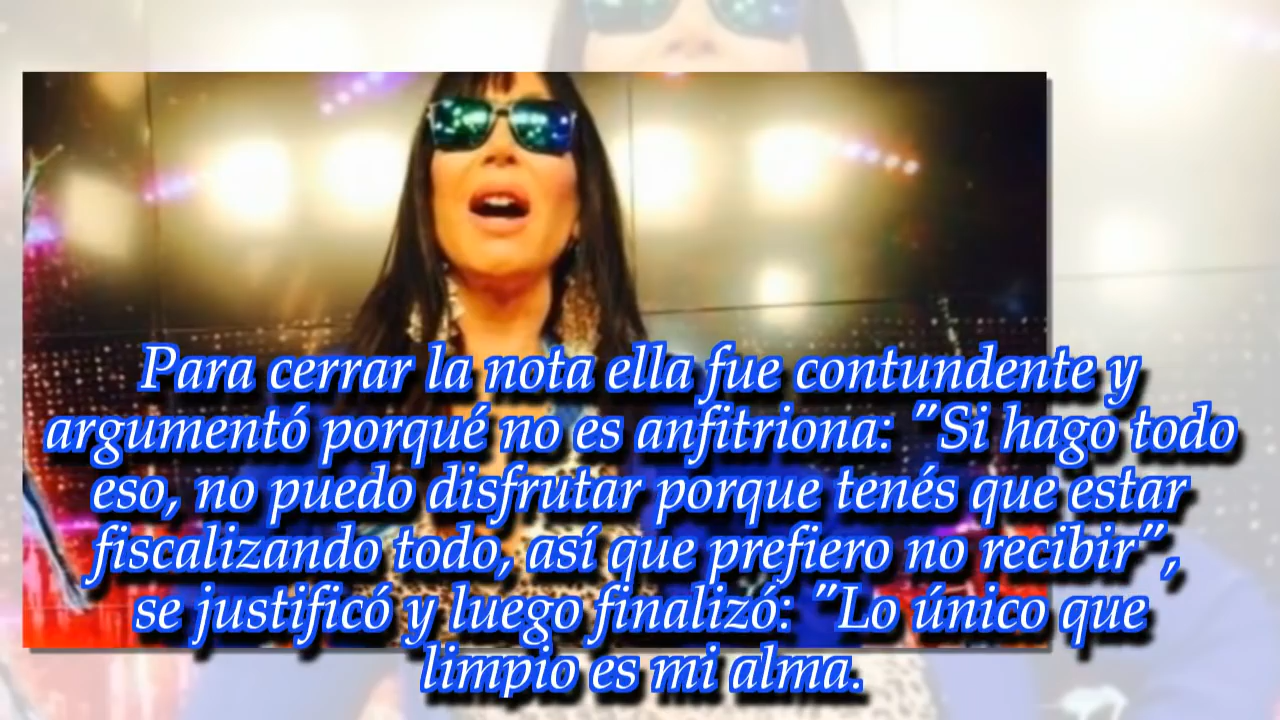 Para cerrar la nota ella fue contundente y
argumentó porqué no es anfitriona: "Si hago todo
eso, no puedo disfrutar porque tenés que estar
fiscalizando todo, así que prefiero no recibir",
se justificó y luego finalizó: "Lo único que
limpio es mi alma.